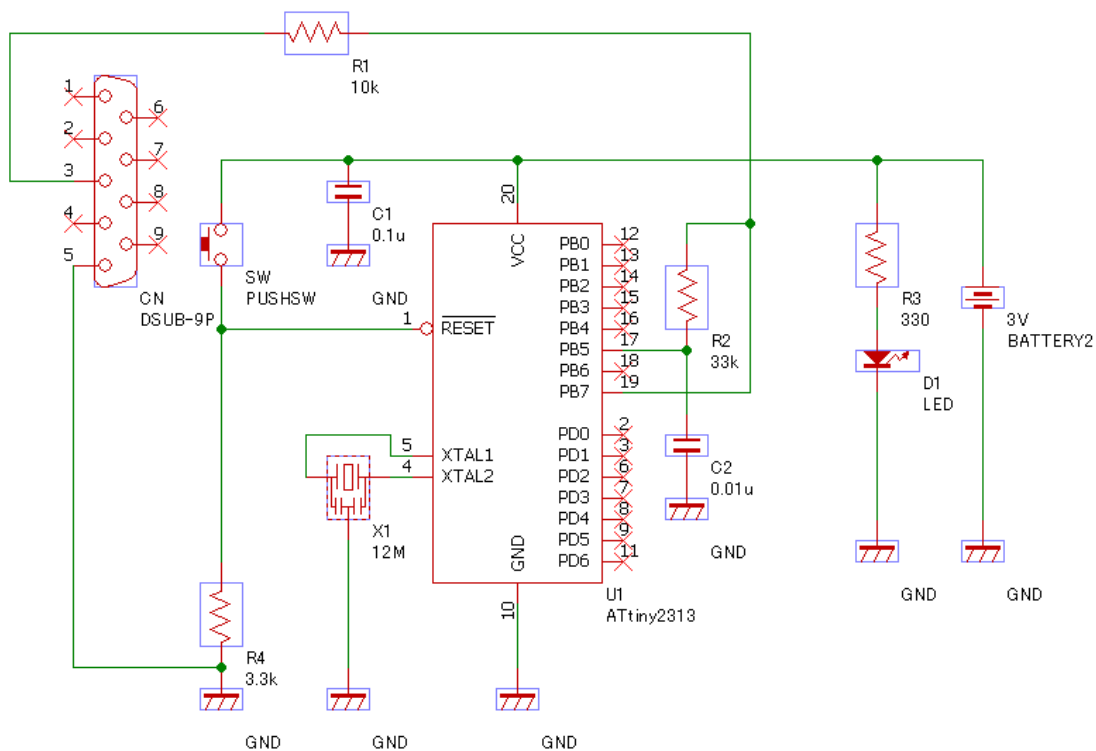 R1
10k
1
2
3
4
5
6
7
8
9
CN
DSUB-9P
SW
PUSHSW
C1
0.1u
GND
20
VCC
1
RESET
5
XTAL1
4
XTAL2
X1
12M
PB0
12
PB1
13
PB2
14
PB3
15
PB4
16
PB5
17
PB6
18
PB7
19
PD0
2
PD1
3
PD2
6
PD3
7
PD4
8
PD5
9
PD6
11
GND
10
U1
ATtiny2313
R2
33k
C2
0.01u
GND
R3
330
D1
LED
GND
3V
BATTERY2
GND
R4
3.3k
GND
GND
GND